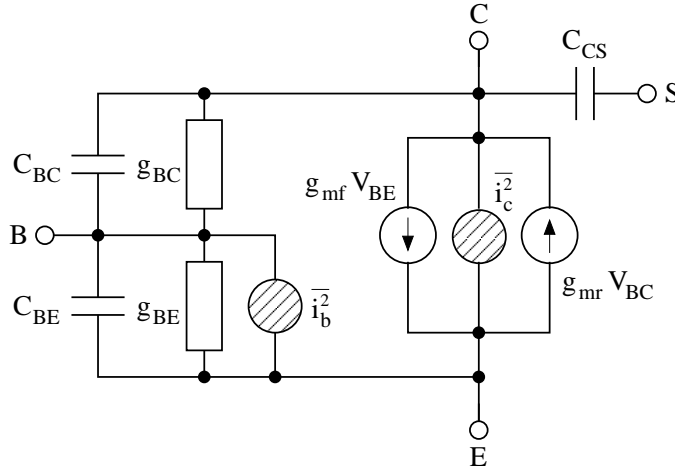 C
C_CS
S
C_BC
g_BC
g_mf V_BE
i_c^2
B
C_BE
g_BE
i_b^2
g_mr V_BC
E